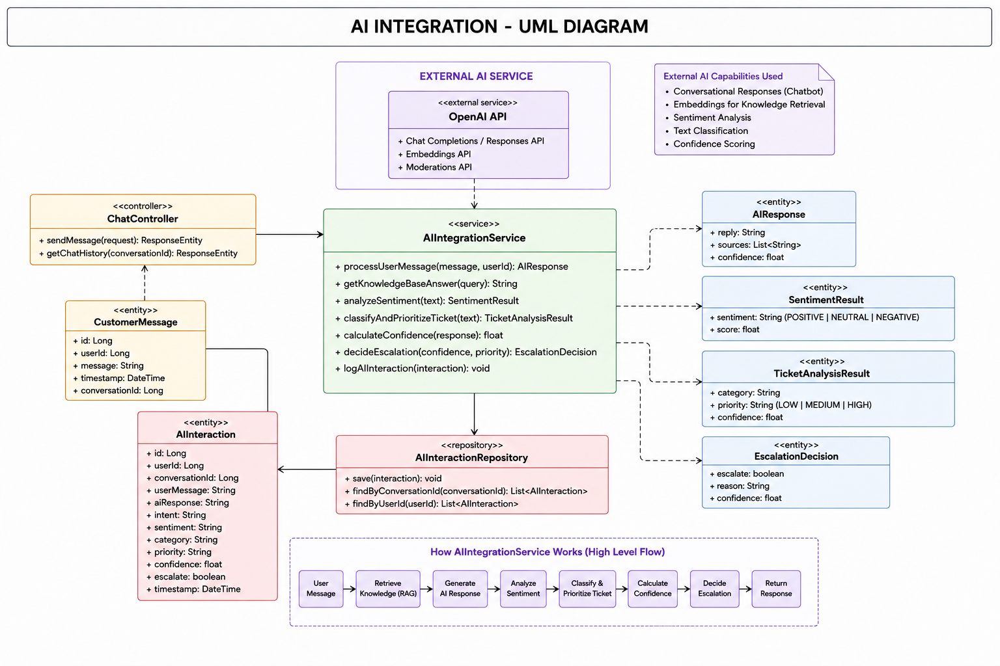 AI INTEGRATION - UML DIAGRAM
EXTERNAL AI SERVICE
<<external service>>
OpenAI API
+ Chat Completions / Responses API
+ Embeddings API
+ Moderations API
External AI Capabilities Used
• Conversational Responses (Chatbot)
• Embeddings for Knowledge Retrieval
• Sentiment Analysis
• Text Classification
• Confidence Scoring
<<controller>>
ChatController
+ sendMessage(request): ResponseEntity
+ getChatHistory(conversationId): ResponseEntity
<<entity>>
CustomerMessage
+ id: Long
+ userId: Long
+ message: String
+ timestamp: DateTime
+ conversationId: Long
<<service>>
AIIntegrationService
+ processUserMessage(message, userId): AIResponse
+ getKnowledgeBaseAnswer(query): String
+ analyzeSentiment(text): SentimentResult
+ classifyAndPrioritizeTicket(text): TicketAnalysisResult
+ calculateConfidence(response): float
+ decideEscalation(confidence, priority): EscalationDecision
+ logAIInteraction(interaction): void
<<entity>>
AIResponse
+ reply: String
+ sources: List<String>
+ confidence: float
<<entity>>
SentimentResult
+ sentiment: String (POSITIVE | NEUTRAL | NEGATIVE)
+ score: float
<<entity>>
TicketAnalysisResult
+ category: String
+ priority: String (LOW | MEDIUM | HIGH)
+ confidence: float
<<entity>>
EscalationDecision
+ escalate: boolean
+ reason: String
+ confidence: float
<<entity>>
AIInteraction
+ id: Long
+ userId: Long
+ conversationId: Long
+ userMessage: String
+ aiResponse: String
+ intent: String
+ sentiment: String
+ category: String
+ priority: String
+ confidence: float
+ escalate: boolean
+ timestamp: DateTime
<<repository>>
AIInteractionRepository
+ save(interaction): void
+ findByConversationId(conversationId): List<AIInteraction>
+ findByUserId(userId): List<AIInteraction>
How AIIntegrationService Works (High Level Flow)
User
Message
Retrieve
Knowledge (RAG)
Generate
AI Response
Analyze
Sentiment
Classify &
Prioritize Ticket
Calculate
Confidence
Decide
Escalation
Return
Response